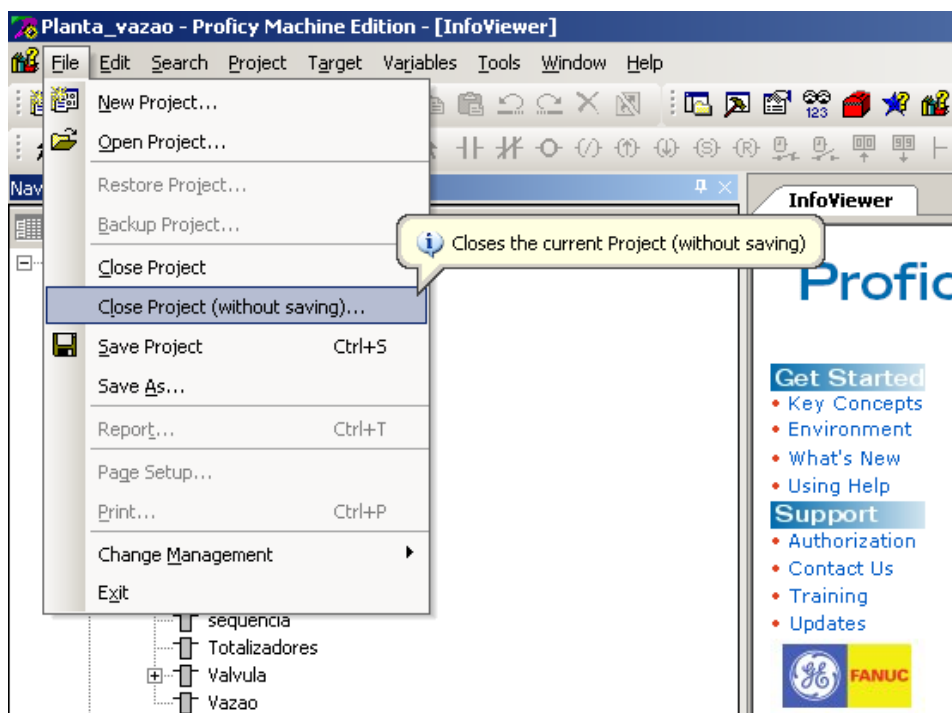 Planta_vazao - Proficy Machine Edition - [InfoViewer]
File Edit Search Project Target Variables Tools Window Help
New Project...
Open Project...
Restore Project...
Backup Project...
Close Project
Close Project (without saving)...
Save Project Ctrl+S
Save As...
Report... Ctrl+T
Page Setup...
Print... Ctrl+P
Change Management
Exit
Nav
Closes the current Project (without saving)
sequencia
Totalizadores
Valvula
Vazao
InfoViewer
Profic
Get Started
Key Concepts
Environment
What's New
Using Help
Support
Authorization
Contact Us
Training
Updates
GE FANUC